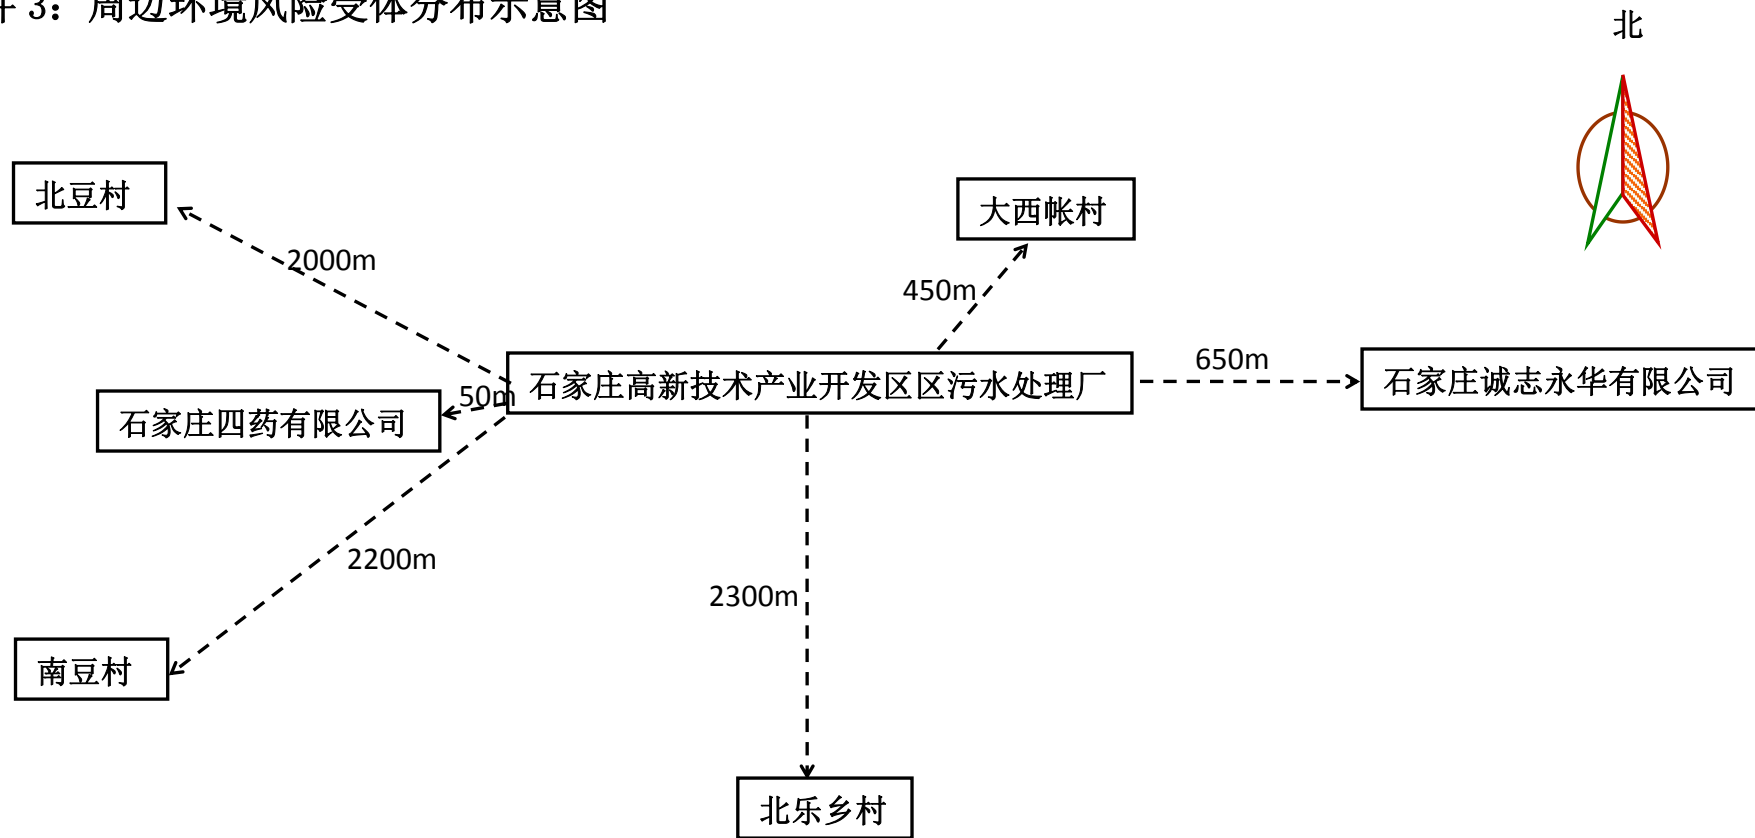 件 3：周边环境风险受体分布示意图
北
北豆村
大西帐村
2000m
450m
石家庄高新技术产业开发区区污水处理厂
650m
石家庄诚志永华有限公司
50m
石家庄四药有限公司
2200m
2300m
南豆村
北乐乡村